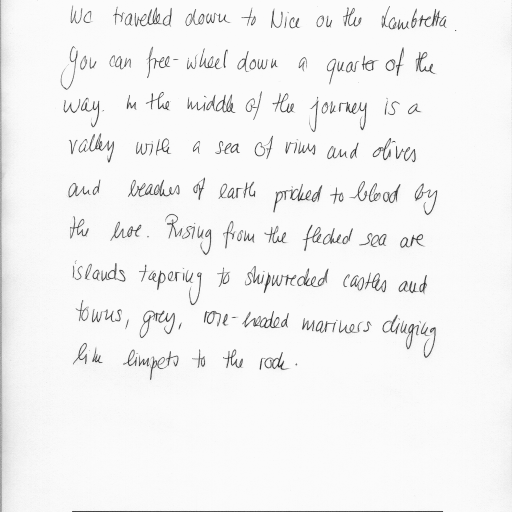 We travelled down to Nice on the Lambretta.
You can free-wheel down a quarter of the
way. In the middle of the journey is a
valley with a sea of vines and olives
and beaches of earth pricked to blood by
the hoe. Rising from the flecked sea are
islands tapering to shipwrecked castles and
towns, grey, rose-headed mariners clinging
like limpets to the rock.